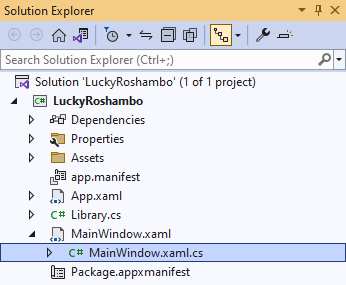 Solution Explorer
Search Solution Explorer (Ctrl+;)
Solution 'LuckyRoshambo' (1 of 1 project)
C# LuckyRoshambo
Dependencies
Properties
Assets
app.manifest
App.xaml
C# Library.cs
MainWindow.xaml
C# MainWindow.xaml.cs
Package.appxmanifest